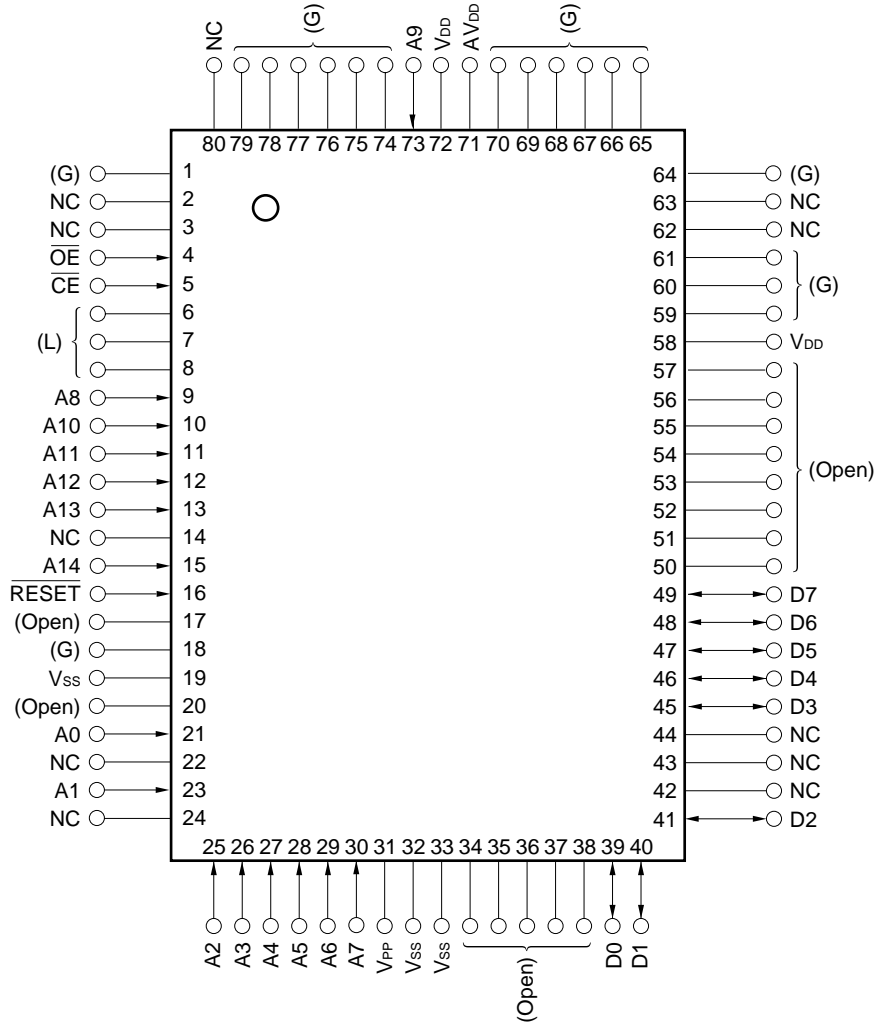 NC
(G)
A9
VDD
AVDD
(G)
80 79 78 77 76 75 74 73 72 71 70 69 68 67 66 65
(G) 1 64 (G)
NC 2 63 NC
NC 3 62 NC
OE 4 61
CE 5 60 (G)
6 59
(L) 7 58 VDD
8 57
A8 9 56
A10 10 55
A11 11 54
A12 12 53 (Open)
A13 13 52
NC 14 51
A14 15 50
RESET 16 49 D7
(Open) 17 48 D6
(G) 18 47 D5
VSS 19 46 D4
(Open) 20 45 D3
A0 21 44 NC
NC 22 43 NC
A1 23 42 NC
NC 24 41 D2
25 26 27 28 29 30 31 32 33 34 35 36 37 38 39 40
A2
A3
A4
A5
A6
A7
VPP
VSS
VSS
(Open)
D0
D1